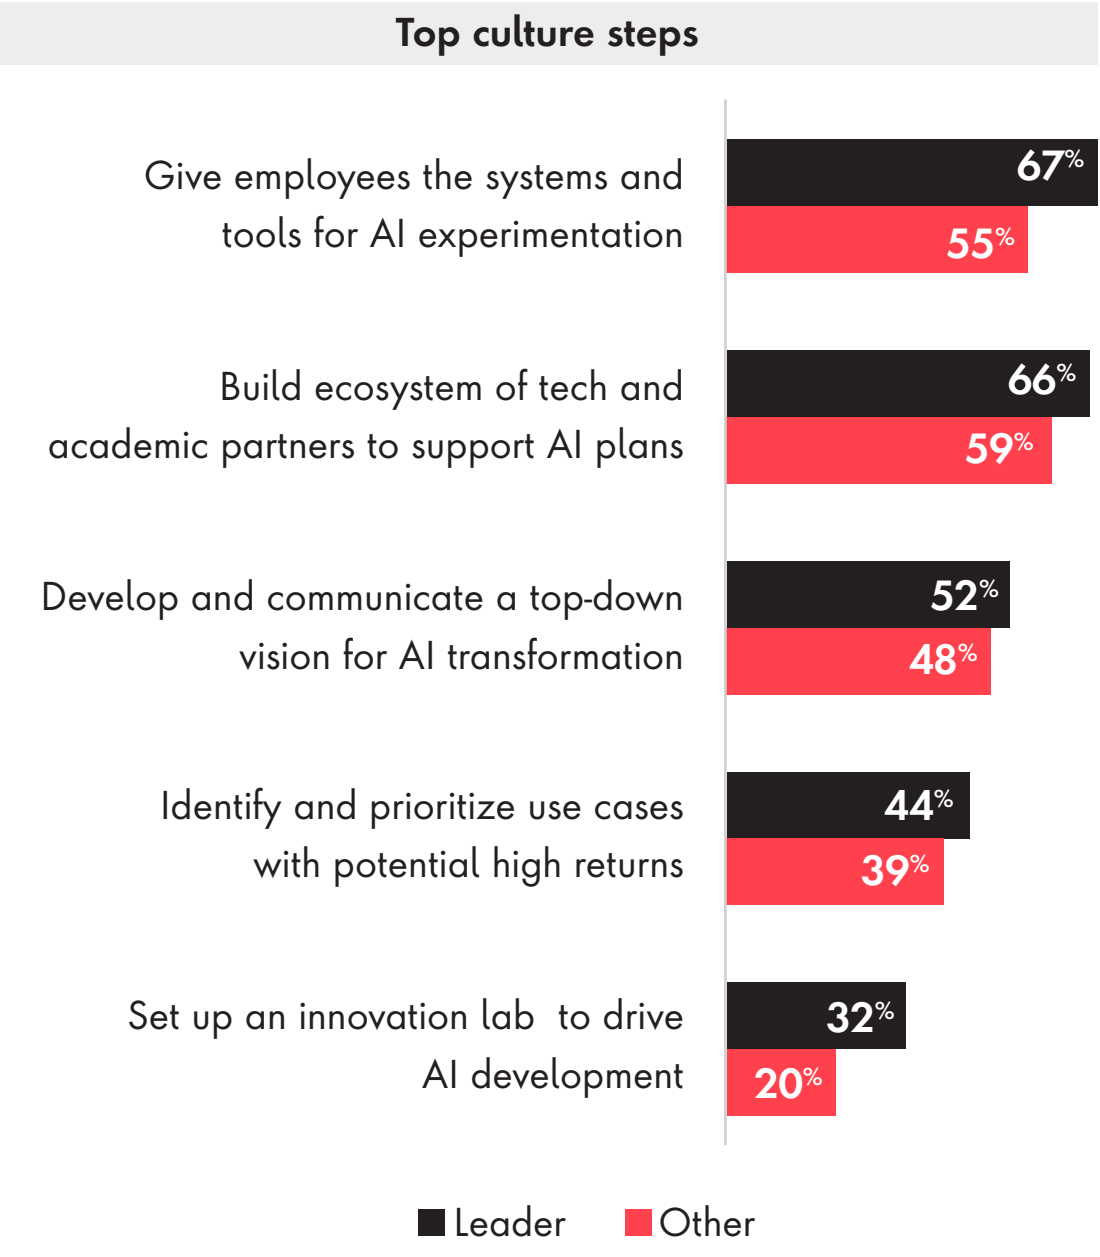 Top culture steps
Give employees the systems and
tools for AI experimentation
67%
55%
Build ecosystem of tech and
academic partners to support AI plans
66%
59%
Develop and communicate a top-down
vision for AI transformation
52%
48%
Identify and prioritize use cases
with potential high returns
44%
39%
Set up an innovation lab  to drive
AI development
32%
20%
Leader
Other